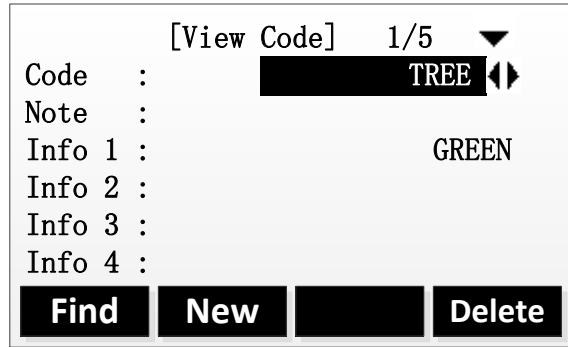 [View Code] 1/5
Code : TREE
Note :
Info 1 : GREEN
Info 2 :
Info 3 :
Info 4 :
Find New Delete